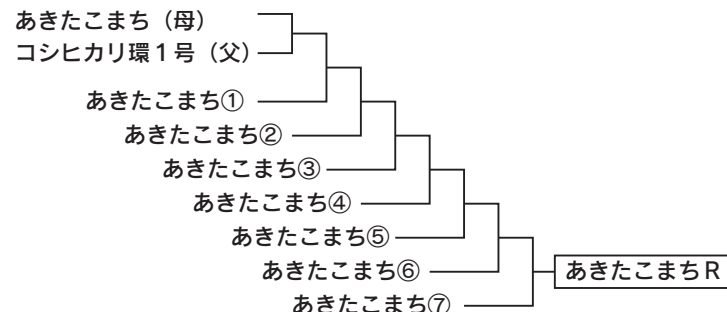 あきたこまち（母）
コシヒカリ環１号（父）
あきたこまち①
あきたこまち②
あきたこまち③
あきたこまち④
あきたこまち⑤
あきたこまち⑥
あきたこまちＲ
あきたこまち⑦